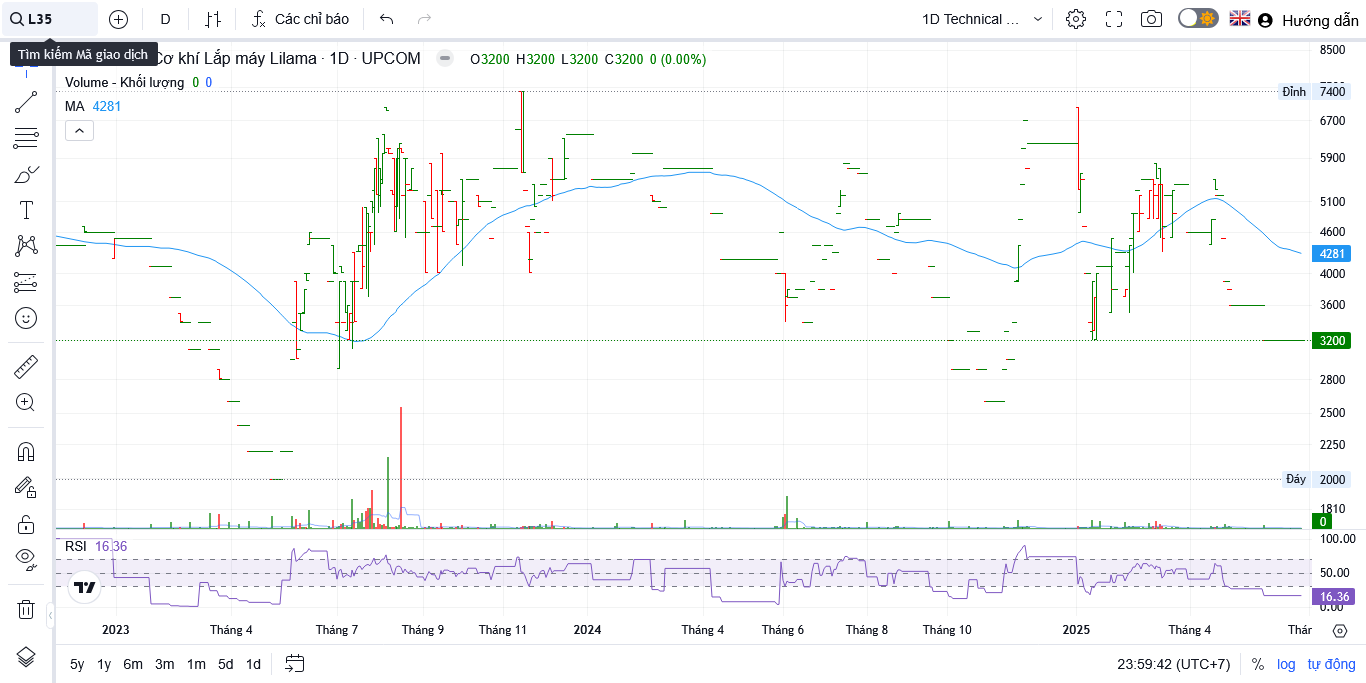 L35
D
Các chỉ báo
1D Technical ...
Hướng dẫn
Tìm kiếm Mã giao dịch
Cơ khí Lắp máy Lilama · 1D · UPCOM
O3200 H3200 L3200 C3200 0 (0.00%)
Volume - Khối lượng 0 0
MA 4281
8500
Đỉnh 7400
6700
5900
5100
4600
4281
4000
3600
3200
2800
2500
2250
Đáy 2000
1810
0
RSI 16.36
100.00
50.00
16.36
0.00
2023 Tháng 4 Tháng 7 Tháng 9 Tháng 11 2024 Tháng 4 Tháng 6 Tháng 8 Tháng 10 2025 Tháng 4 Thár
5y 1y 6m 3m 1m 5d 1d
23:59:42 (UTC+7) % log tự động